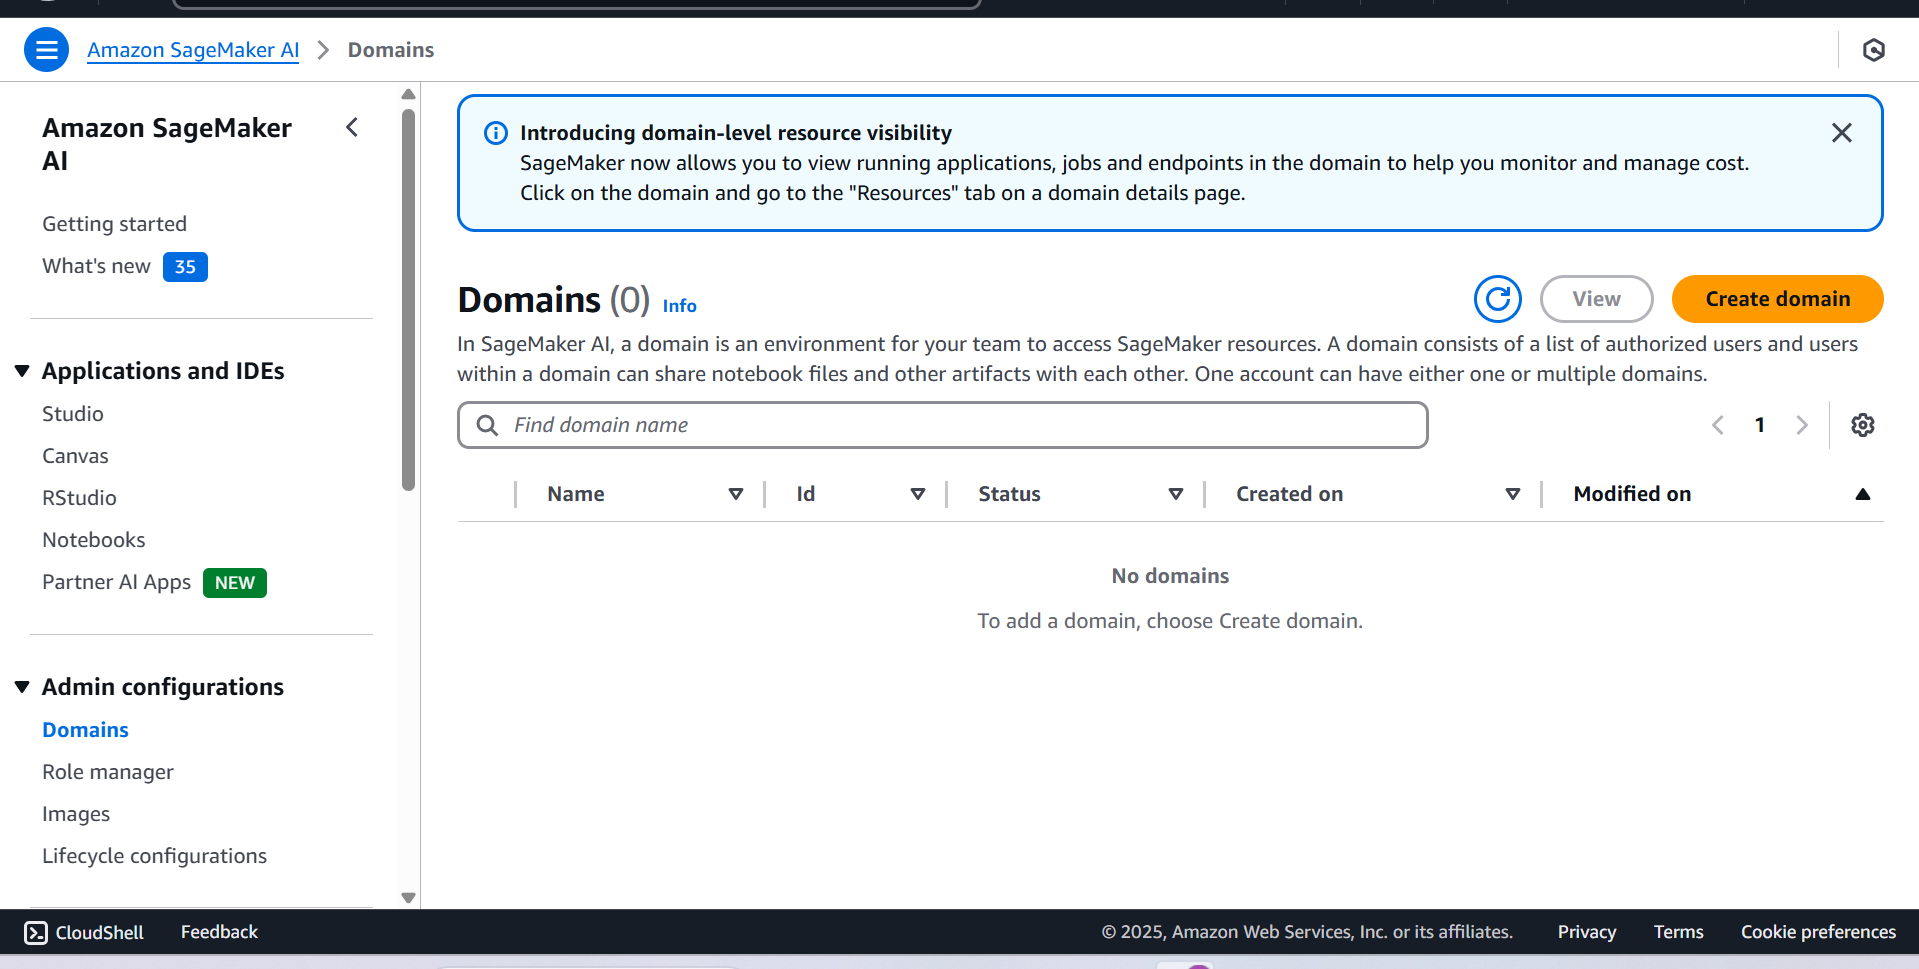 Amazon SageMaker AI > Domains
Amazon SageMaker
AI
Getting started
What's new 35
Applications and IDEs
Studio
Canvas
RStudio
Notebooks
Partner AI Apps NEW
Admin configurations
Domains
Role manager
Images
Lifecycle configurations
Introducing domain-level resource visibility
SageMaker now allows you to view running applications, jobs and endpoints in the domain to help you monitor and manage cost.
Click on the domain and go to the "Resources" tab on a domain details page.
Domains (0) Info
View
Create domain
In SageMaker AI, a domain is an environment for your team to access SageMaker resources. A domain consists of a list of authorized users and users
within a domain can share notebook files and other artifacts with each other. One account can have either one or multiple domains.
Find domain name
1
Name Id Status Created on Modified on
No domains
To add a domain, choose Create domain.
CloudShell Feedback © 2025, Amazon Web Services, Inc. or its affiliates. Privacy Terms Cookie preferences